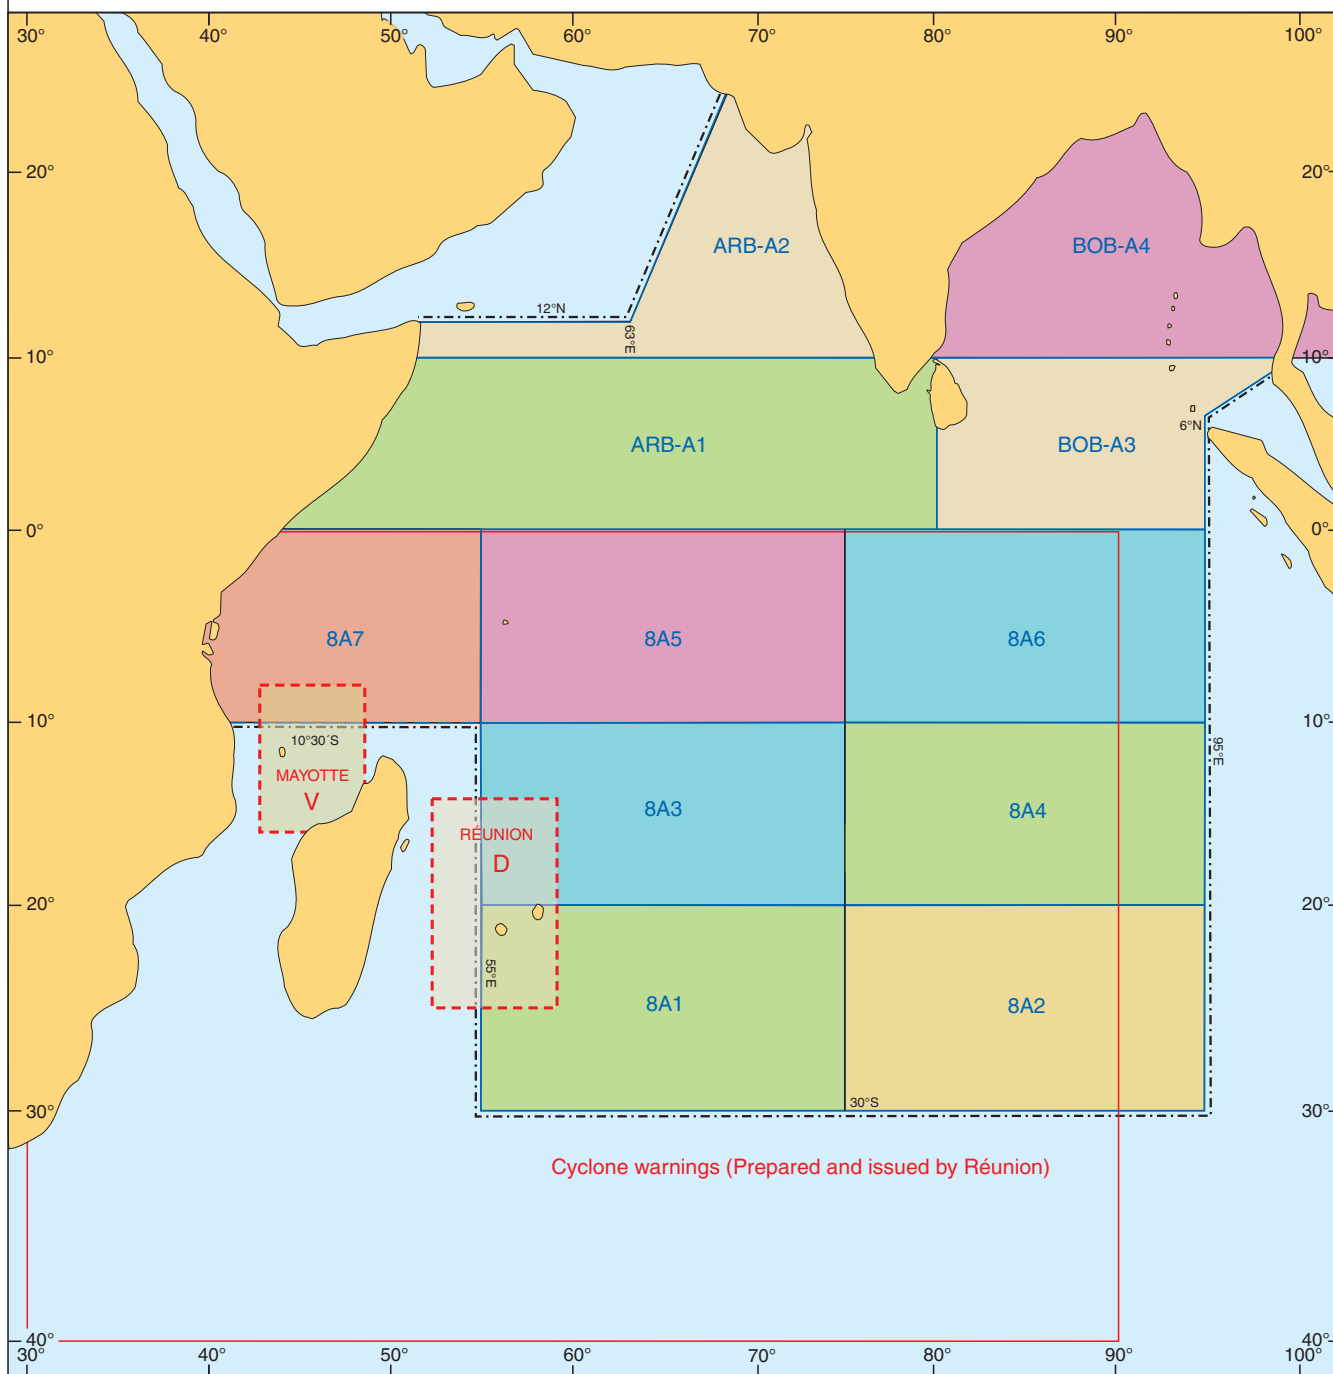 30° 40° 50° 60° 70° 80° 90° 100°
20° 20°
ARB-A2 BOB-A4
12°N
63°E
10° 10°
6°N
ARB-A1 BOB-A3
0° 0°
8A7 8A5 8A6
10° 10°
10°30´S
95°E
MAYOTTE
V
8A3 8A4
RÉUNION
D
20° 20°
55°E
8A1 8A2
30°S
30° 30°
Cyclone warnings (Prepared and issued by Réunion)
40° 40°
30° 40° 50° 60° 70° 80° 90° 100°